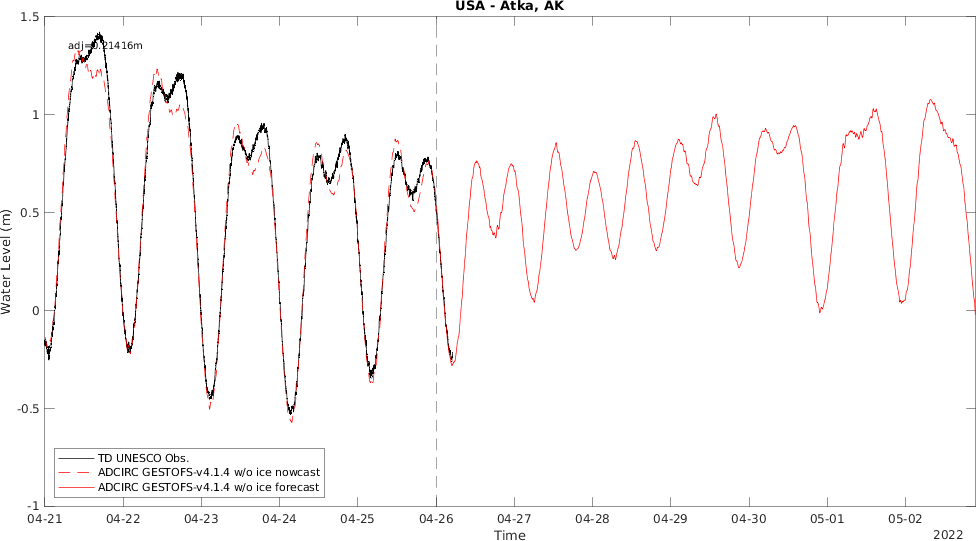 USA - Atka, AK
1.5
adj=0.21416m
1
0.5
0
-0.5
-1
Water Level (m)
TD UNESCO Obs.
ADCIRC GESTOFS-v4.1.4 w/o ice nowcast
ADCIRC GESTOFS-v4.1.4 w/o ice forecast
04-21 04-22 04-23 04-24 04-25 04-26 04-27 04-28 04-29 04-30 05-01 05-02
Time
2022